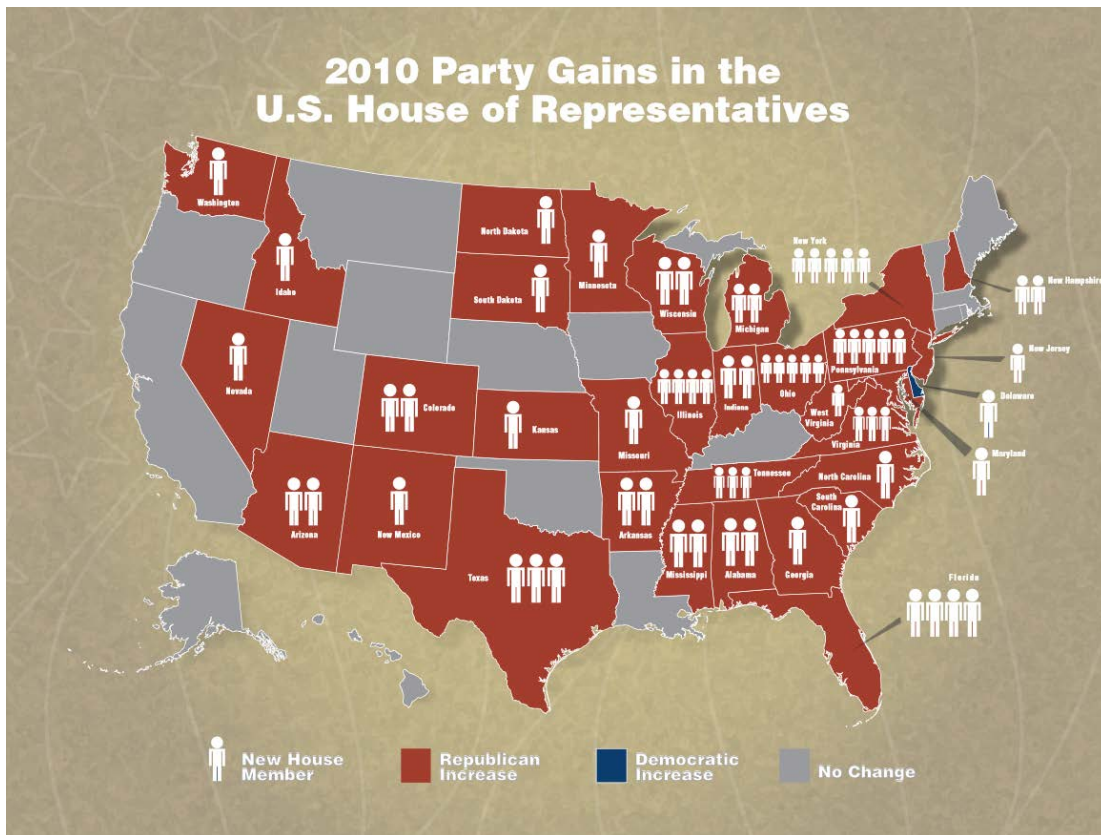 2010 Party Gains in the
U.S. House of Representatives
Washington
North Dakota
New York
Idaho
South Dakota
Minnesota
Wisconsin
Michigan
New Hampshire
Nevada
Colorado
Kansas
Missouri
Illinois
Indiana
Ohio
Pennsylvania
New Jersey
West
Virginia
Virginia
Delaware
Maryland
Arizona
New Mexico
Arkansas
Tennessee
North Carolina
South
Carolina
Texas
Mississippi
Alabama
Georgia
Florida
New House
Member
Republican
Increase
Democratic
Increase
No Change